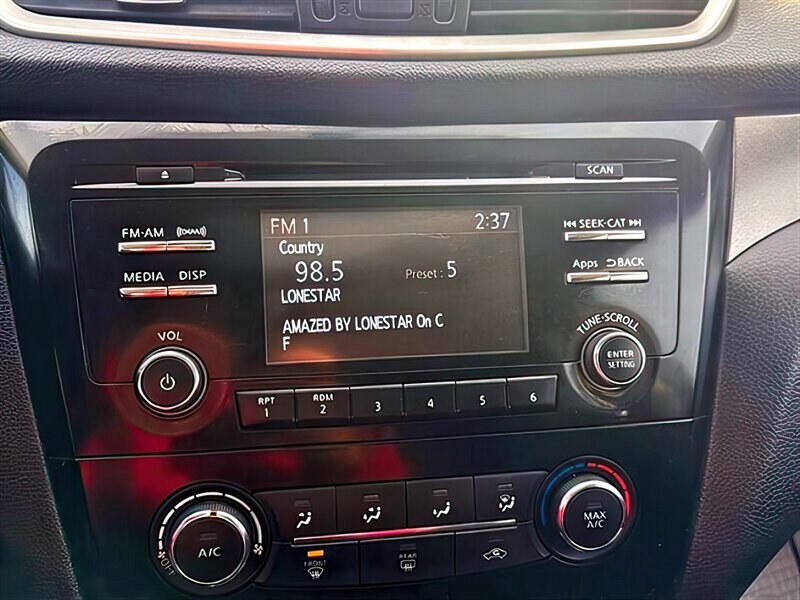 SCAN
FM·AM
MEDIA DISP
VOL
FM 1 2:37
Country
98.5 Preset : 5
LONESTAR
AMAZED BY LONESTAR On C
F
SEEK·CAT
Apps BACK
TUNE·SCROLL
ENTER
SETTING
RPT
1
RDM
2
3
4
5
6
OFF
A/C
FRONT
REAR
MAX
A/C